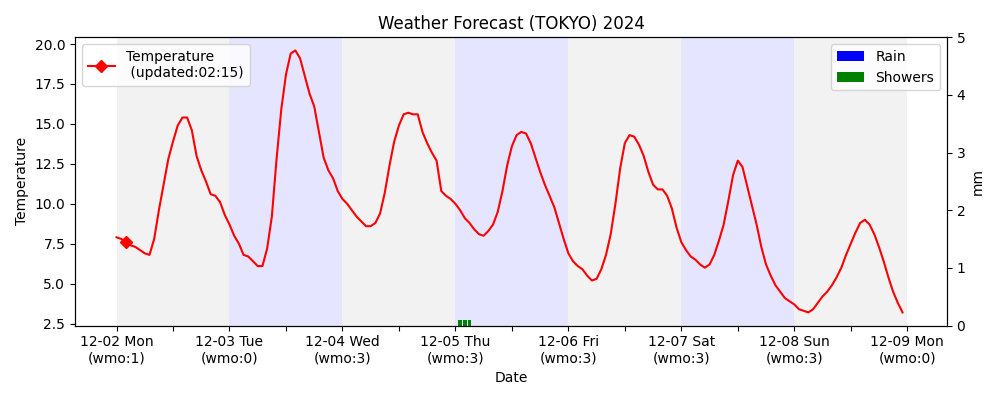 Weather Forecast (TOKYO) 2024
Temperature
(updated:02:15)
Rain
Showers
20.0
17.5
15.0
12.5
10.0
7.5
5.0
2.5
Temperature
5
4
3
2
1
0
mm
12-02 Mon 12-03 Tue 12-04 Wed 12-05 Thu 12-06 Fri 12-07 Sat 12-08 Sun 12-09 Mon
(wmo:1) (wmo:0) (wmo:3) (wmo:3) (wmo:3) (wmo:3) (wmo:3) (wmo:0)
Date